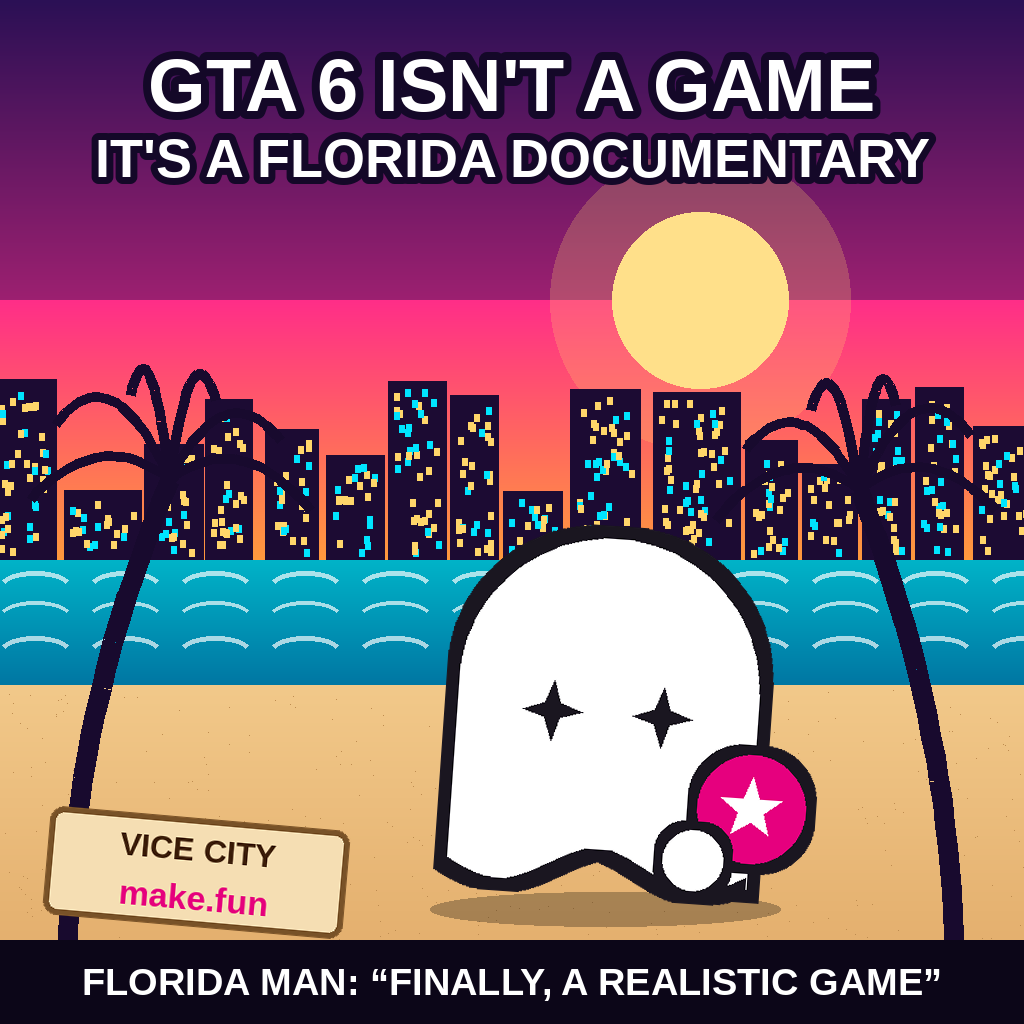 GTA 6 ISN'T A GAME
IT'S A FLORIDA DOCUMENTARY
VICE CITY
make.fun
FLORIDA MAN: “FINALLY, A REALISTIC GAME”